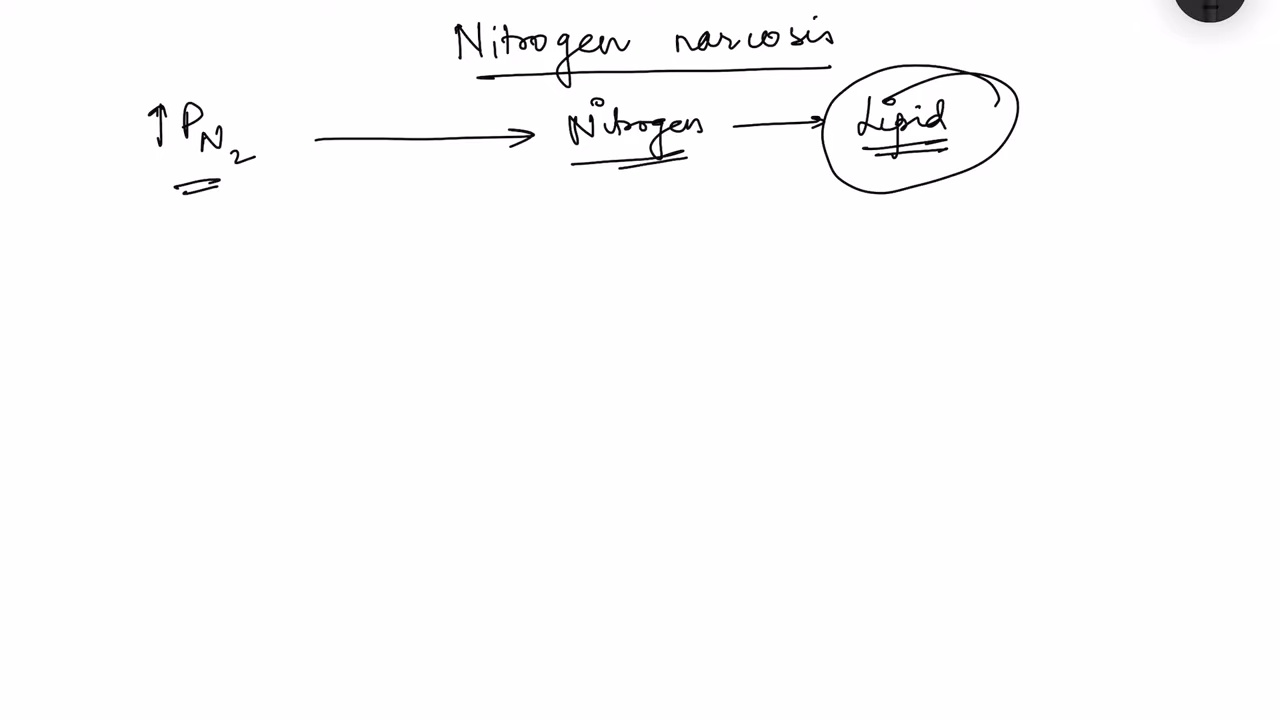 Nitrogen narcosis
↑ PN₂ → Nitrogen → Lipid